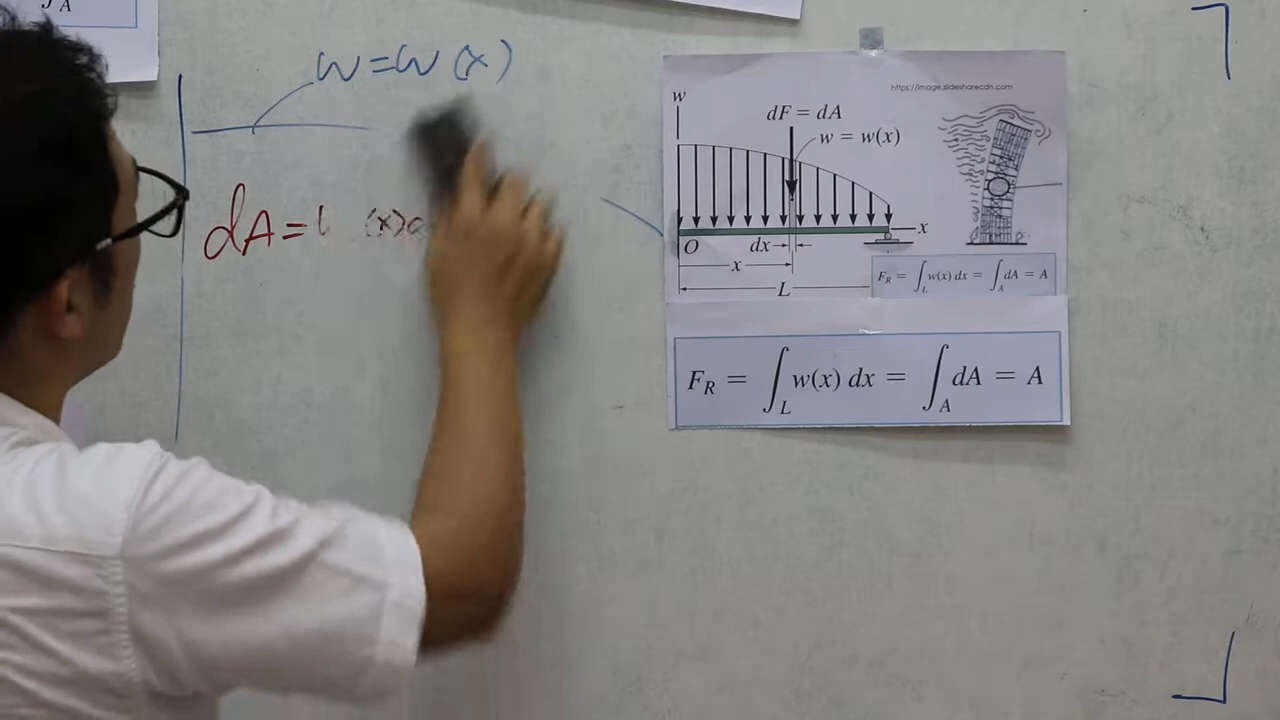 A
w = w(x)
dA = (x)
https://image.slidesharecdn.com
w
dF = dA
w = w(x)
O
dx
x
x
L
F_R = ∫_L w(x) dx = ∫_A dA = A
F_R = ∫_L w(x) dx = ∫_A dA = A